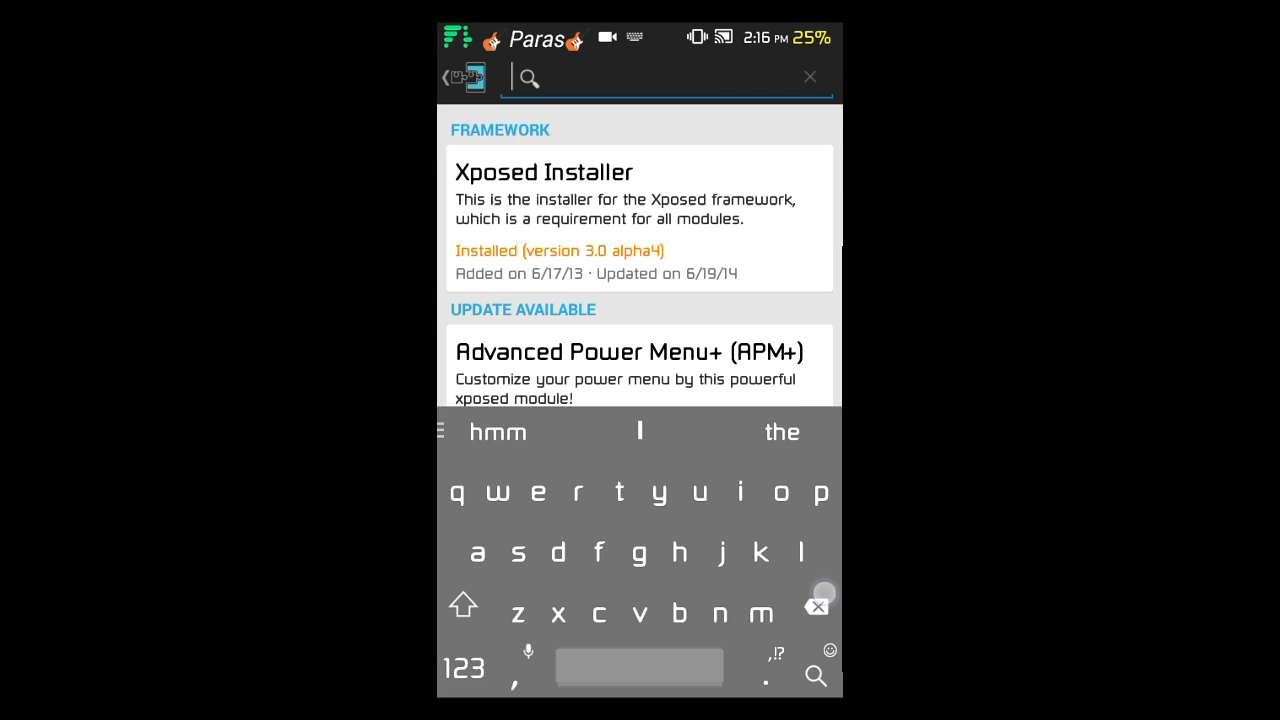 Paras 2:16 PM 25%
FRAMEWORK
Xposed Installer
This is the installer for the Xposed framework,
which is a requirement for all modules.
Installed (version 3.0 alpha4)
Added on 6/17/13 · Updated on 6/19/14
UPDATE AVAILABLE
Advanced Power Menu+ (APM+)
Customize your power menu by this powerful
xposed module!
hmm I the
q w e r t y u i o p
a s d f g h j k l
z x c v b n m
123 , ,!? .